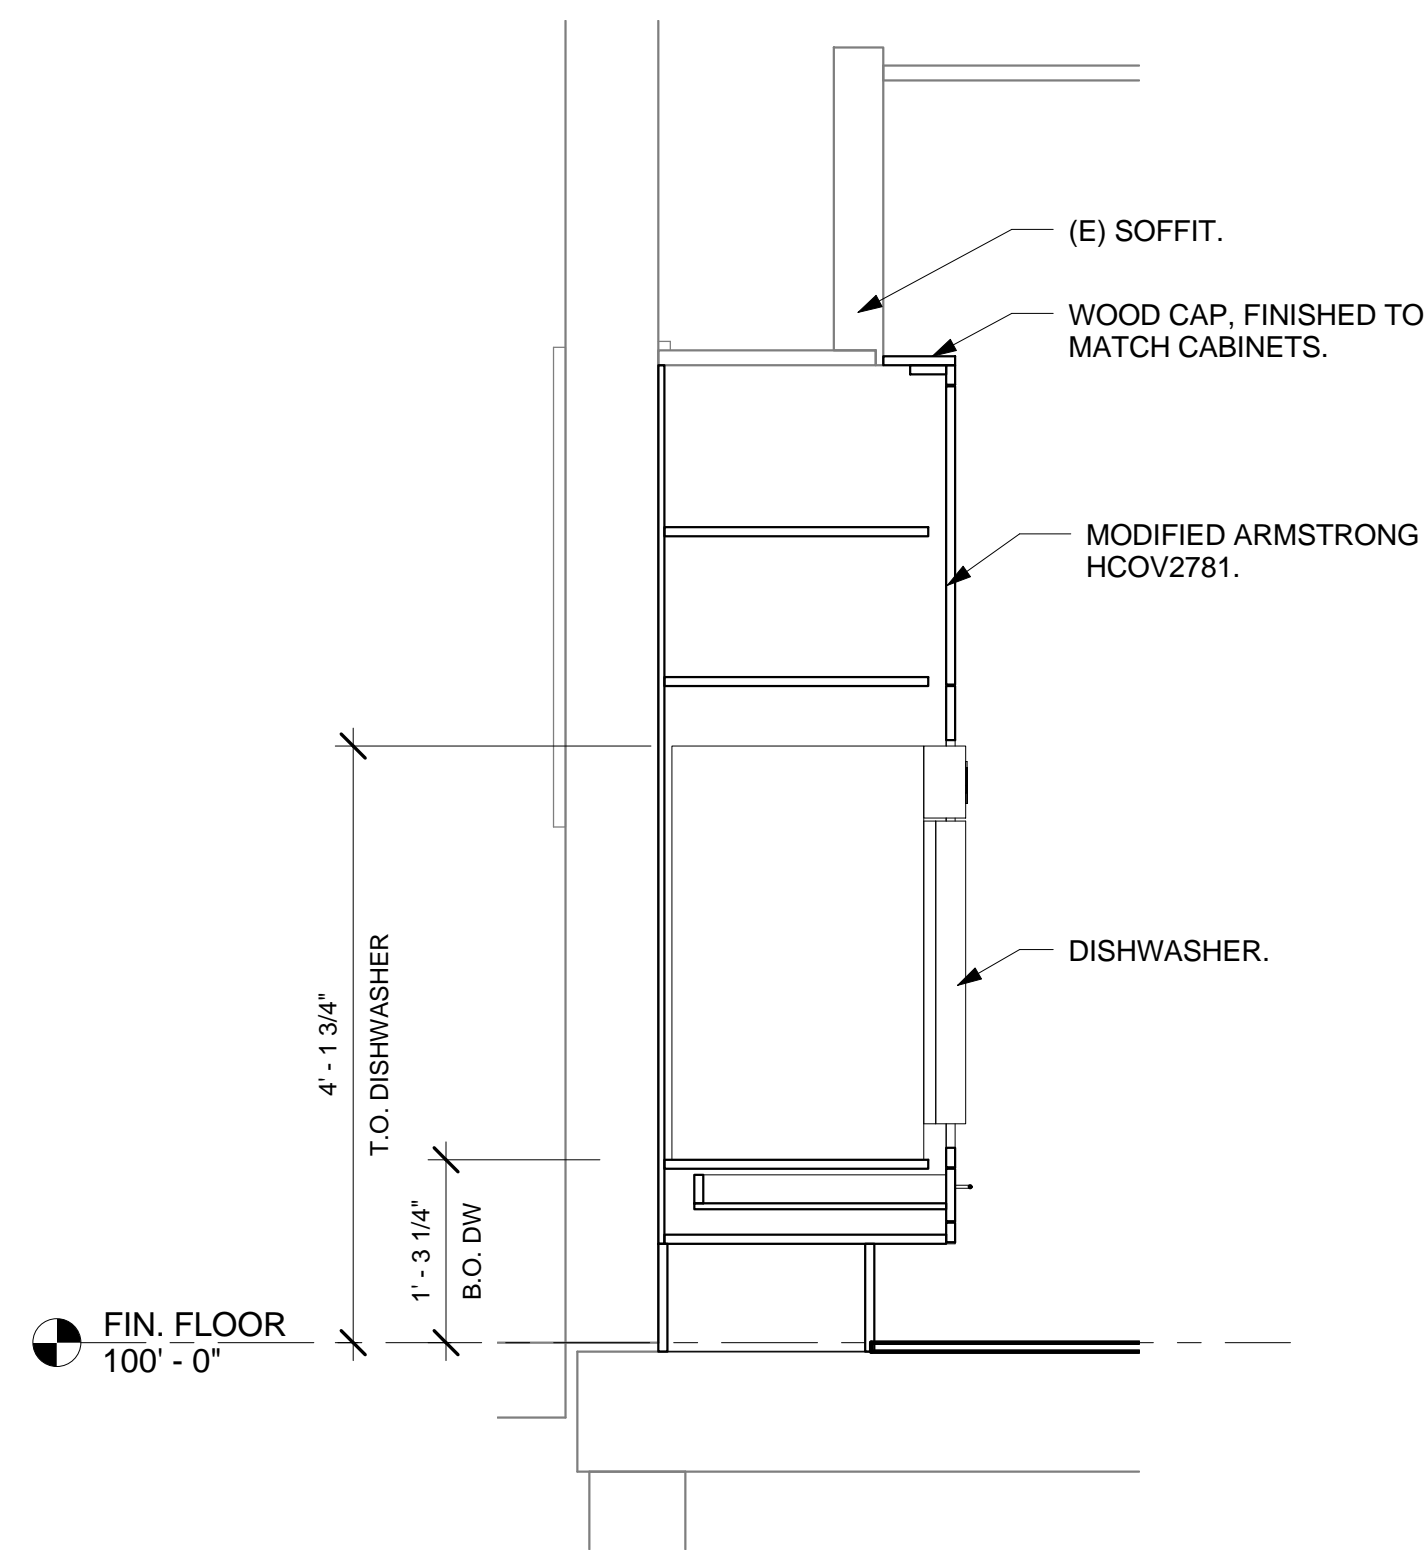 (E) SOFFIT.
WOOD CAP, FINISHED TO
MATCH CABINETS.
MODIFIED ARMSTRONG
HCOV2781.
DISHWASHER.
4' - 1 3/4"
T.O. DISHWASHER
1' - 3 1/4"
B.O. DW
FIN. FLOOR
100' - 0"